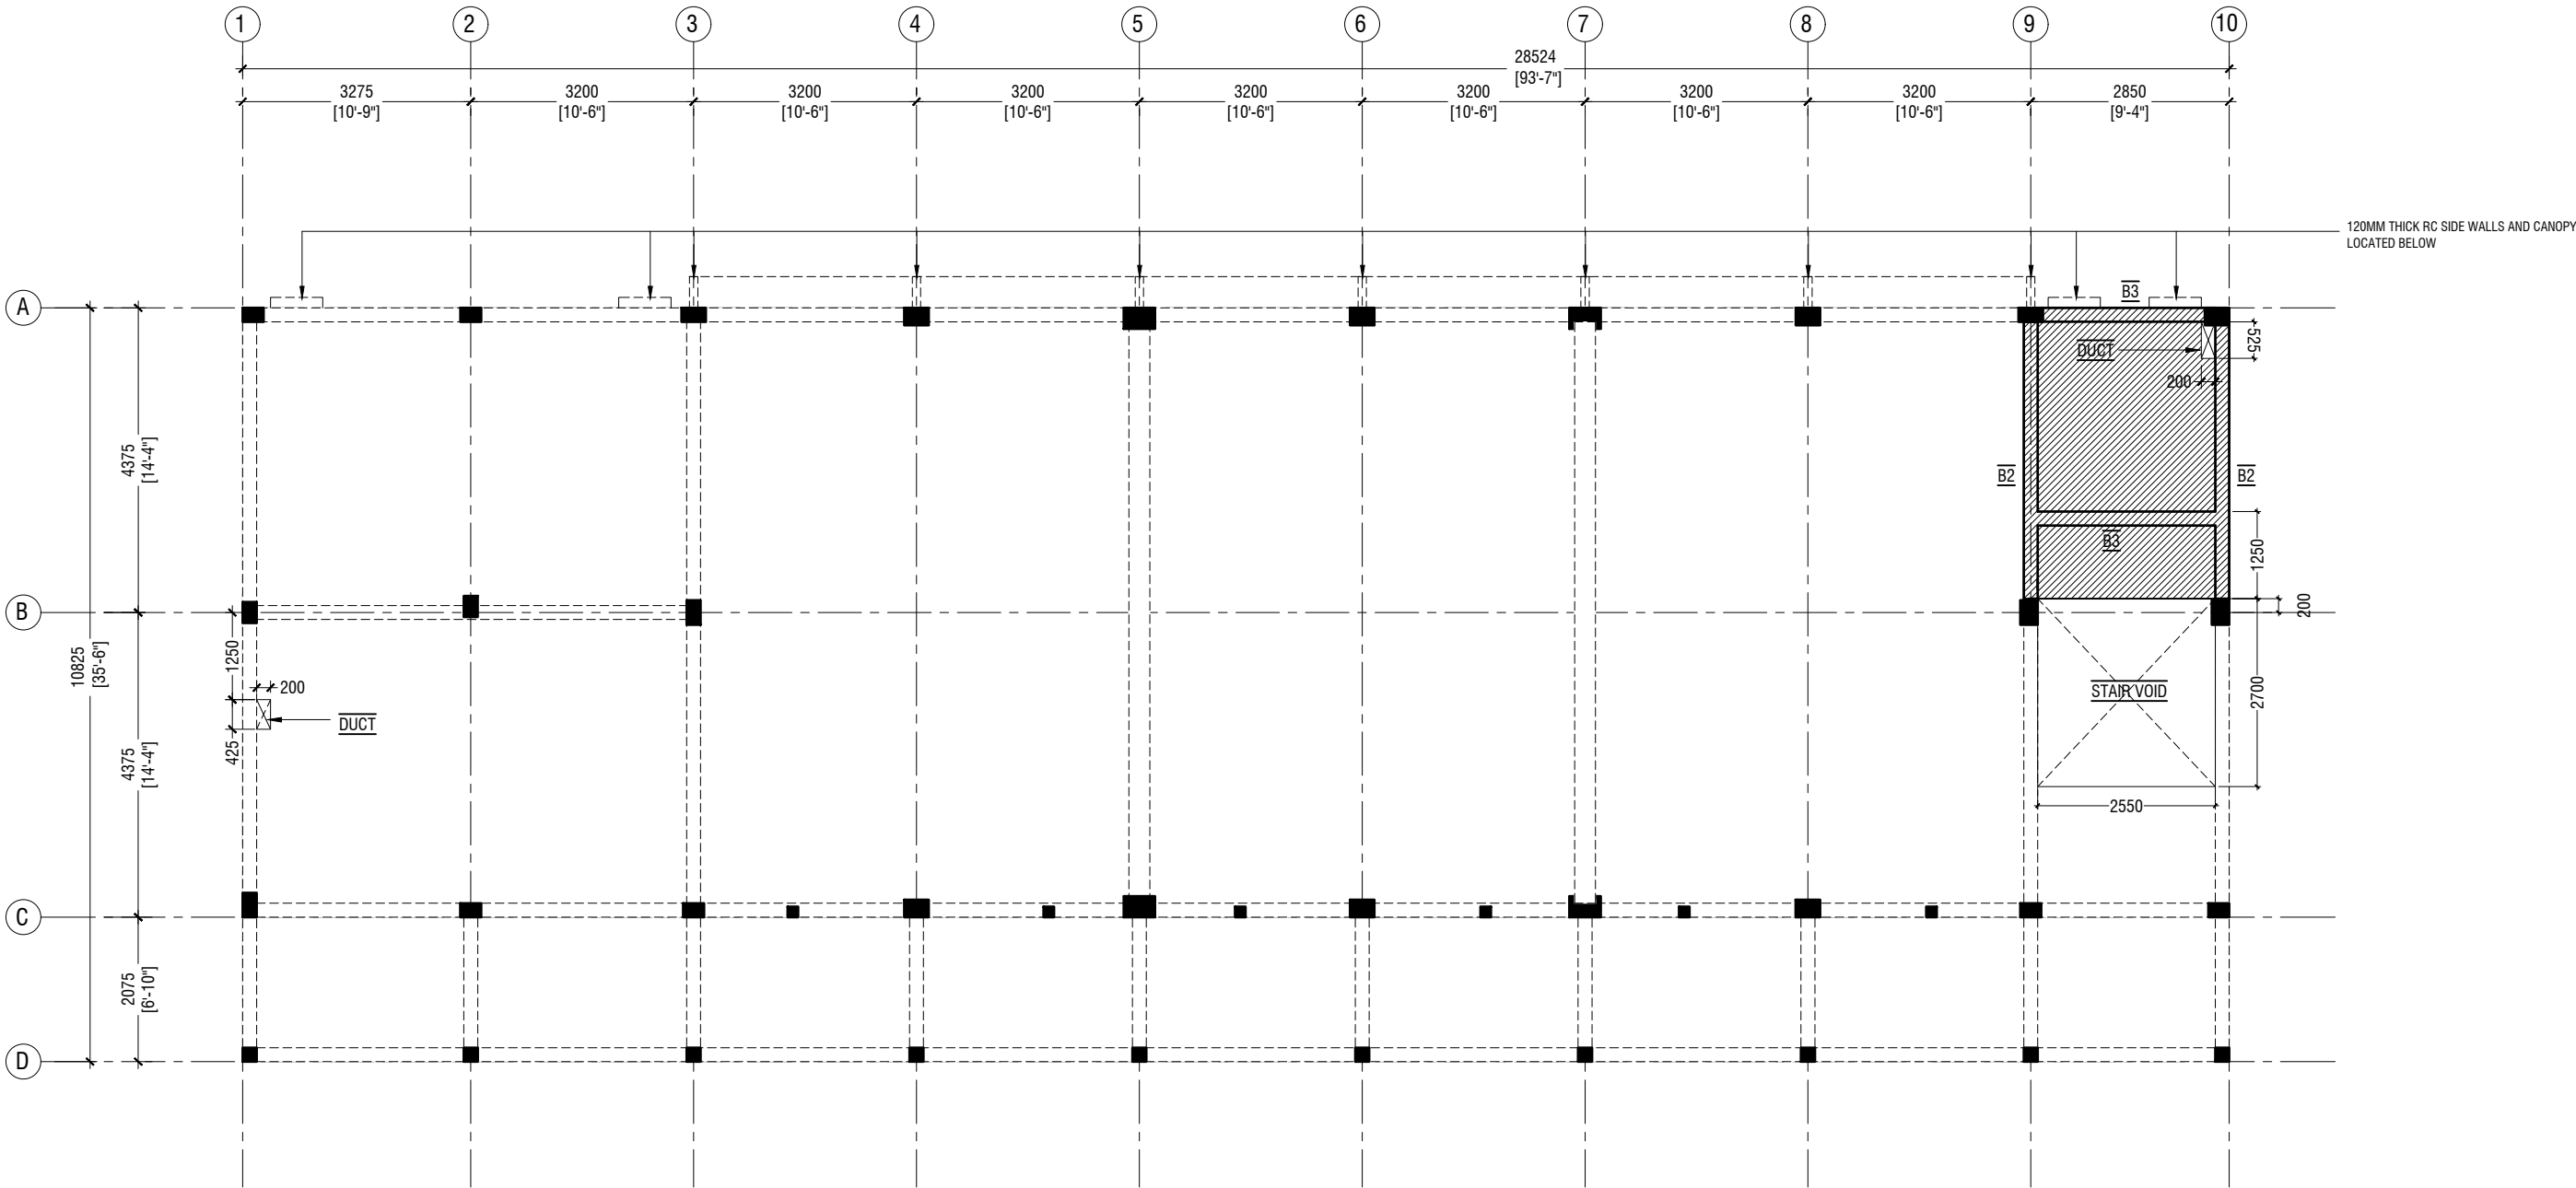 1 2 3 4 5 6 7 8 9 10
28524
[93'-7"]
3275 3200 3200 3200 3200 3200 3200 3200 2850
[10'-9"] [10'-6"] [10'-6"] [10'-6"] [10'-6"] [10'-6"] [10'-6"] [10'-6"] [9'-4"]
120MM THICK RC SIDE WALLS AND CANOPY
LOCATED BELOW
A
B3
DUCT
525
200
4375
[14'-4"]
B2
B2
B3
1250
B
200
10825
[35'-6"]
1250
200
DUCT
425
4375
[14'-4"]
STAIR VOID
2700
2550
C
2075
[6'-10"]
D